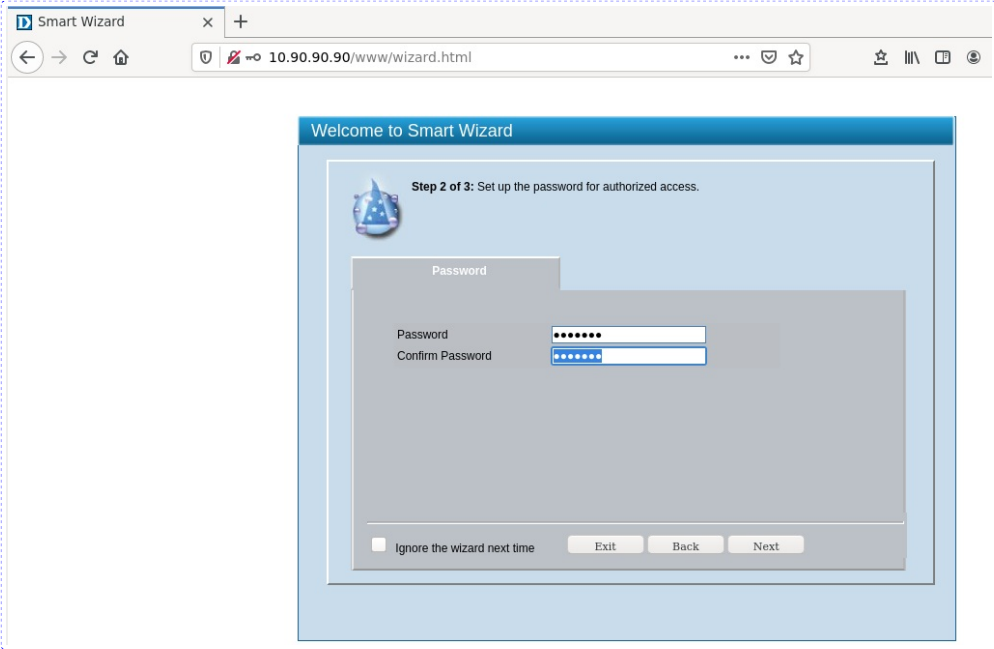 Smart Wizard
10.90.90.90/www/wizard.html
Welcome to Smart Wizard
Step 2 of 3: Set up the password for authorized access.
Password
Password
Confirm Password
Ignore the wizard next time
Exit
Back
Next